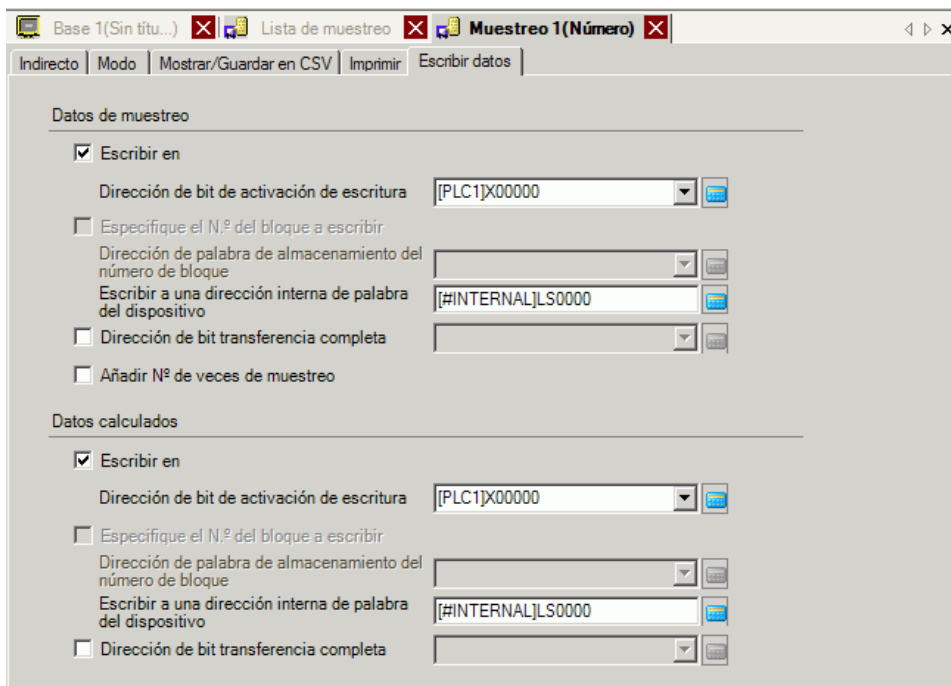 Base 1(Sin títu...) Lista de muestreo Muestreo 1(Número)
Indirecto Modo Mostrar/Guardar en CSV Imprimir Escribir datos
Datos de muestreo
Escribir en
Dirección de bit de activación de escritura [PLC1]X00000
Especifique el N.º del bloque a escribir
Dirección de palabra de almacenamiento del
número de bloque
Escribir a una dirección interna de palabra
del dispositivo [#INTERNAL]LS0000
Dirección de bit transferencia completa
Añadir Nº de veces de muestreo
Datos calculados
Escribir en
Dirección de bit de activación de escritura [PLC1]X00000
Especifique el N.º del bloque a escribir
Dirección de palabra de almacenamiento del
número de bloque
Escribir a una dirección interna de palabra
del dispositivo [#INTERNAL]LS0000
Dirección de bit transferencia completa